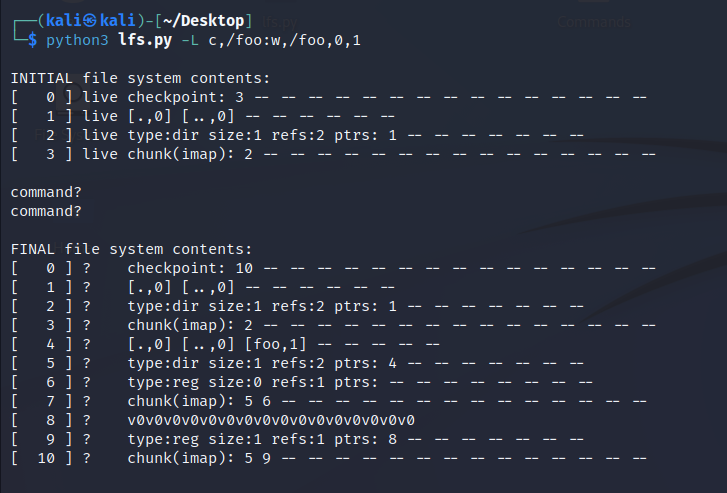 ┌──(kali㉿kali)-[~/Desktop]
└─$ python3 lfs.py -L c,/foo:w,/foo,0,1
INITIAL file system contents:
[   0 ] live checkpoint: 3 -- -- -- -- -- -- -- -- -- -- -- -- -- -- --
[   1 ] live [.,0] [..,0] -- -- -- -- -- --
[   2 ] live type:dir size:1 refs:2 ptrs: 1 -- -- -- -- -- -- --
[   3 ] live chunk(imap): 2 -- -- -- -- -- -- -- -- -- -- -- -- -- -- --
command?
command?
FINAL file system contents:
[   0 ] ?    checkpoint: 10 -- -- -- -- -- -- -- -- -- -- -- -- -- -- --
[   1 ] ?    [.,0] [..,0] -- -- -- -- -- --
[   2 ] ?    type:dir size:1 refs:2 ptrs: 1 -- -- -- -- -- -- --
[   3 ] ?    chunk(imap): 2 -- -- -- -- -- -- -- -- -- -- -- -- -- -- --
[   4 ] ?    [.,0] [..,0] [foo,1] -- -- -- -- --
[   5 ] ?    type:dir size:1 refs:2 ptrs: 4 -- -- -- -- -- -- --
[   6 ] ?    type:reg size:0 refs:1 ptrs: -- -- -- -- -- -- -- --
[   7 ] ?    chunk(imap): 5 6 -- -- -- -- -- -- -- -- -- -- -- -- -- --
[   8 ] ?    v0v0v0v0v0v0v0v0v0v0v0v0v0v0v0v0
[   9 ] ?    type:reg size:1 refs:1 ptrs: 8 -- -- -- -- -- -- --
[  10 ] ?    chunk(imap): 5 9 -- -- -- -- -- -- -- -- -- -- -- -- -- --